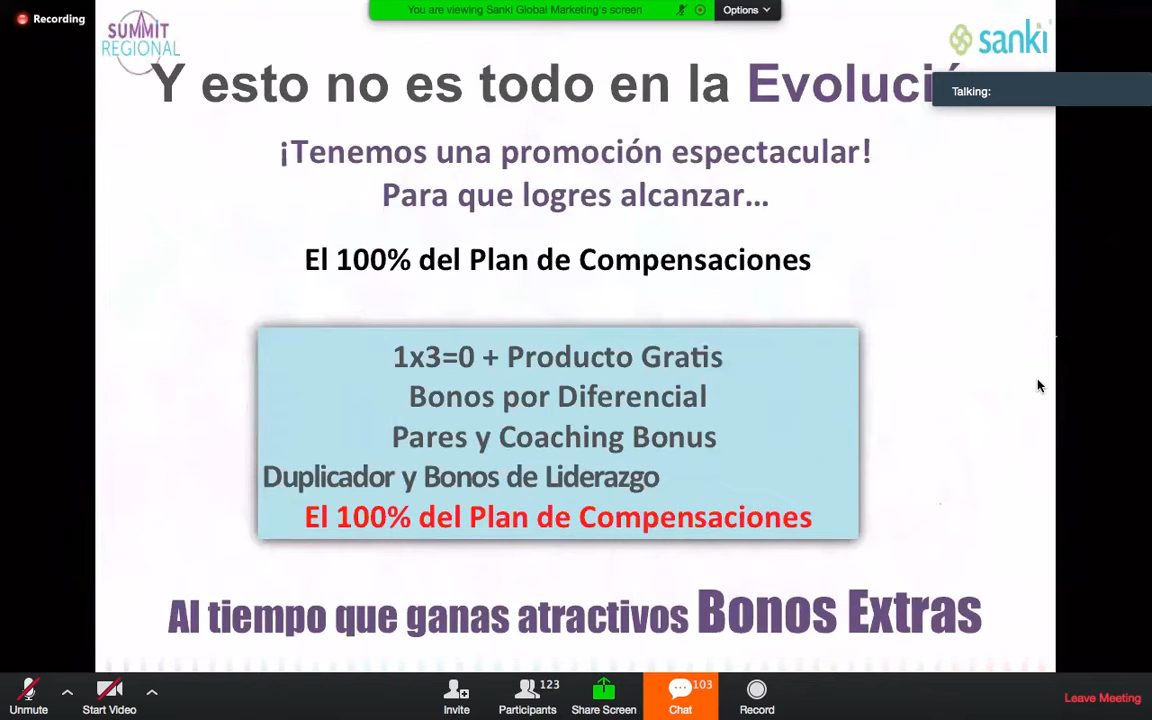 Recording
You are viewing Sanki Global Marketing's screen
Options
SUMMIT
REGIONAL
sanki
Y esto no es todo en la Evolució
Talking:
¡Tenemos una promoción espectacular!
Para que logres alcanzar...
El 100% del Plan de Compensaciones
1x3=0 + Producto Gratis
Bonos por Diferencial
Pares y Coaching Bonus
Duplicador y Bonos de Liderazgo
El 100% del Plan de Compensaciones
Al tiempo que ganas atractivos Bonos Extras
Unmute
Start Video
Invite
123
Participants
Share Screen
103
Chat
Record
Leave Meeting